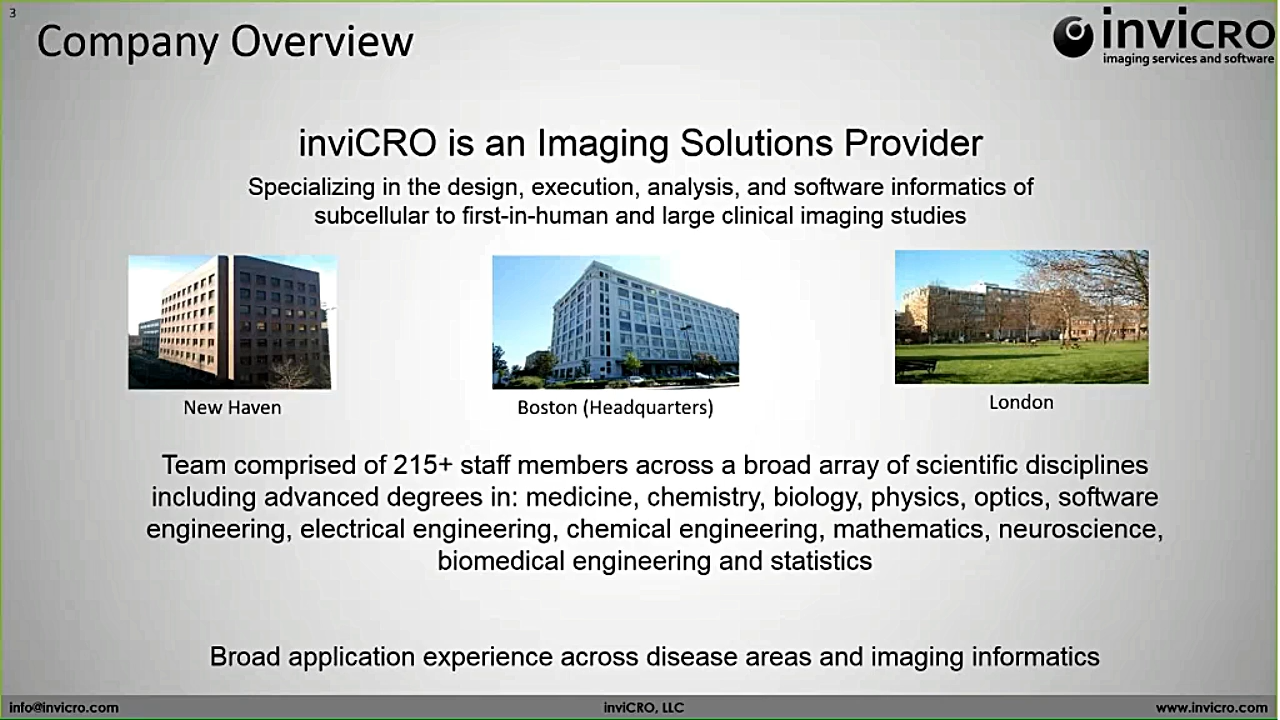 3
Company Overview
invicro
imaging services and software
inviCRO is an Imaging Solutions Provider
Specializing in the design, execution, analysis, and software informatics of
subcellular to first-in-human and large clinical imaging studies
New Haven
Boston (Headquarters)
London
Team comprised of 215+ staff members across a broad array of scientific disciplines
including advanced degrees in: medicine, chemistry, biology, physics, optics, software
engineering, electrical engineering, chemical engineering, mathematics, neuroscience,
biomedical engineering and statistics
Broad application experience across disease areas and imaging informatics
info@invicro.com
inviCRO, LLC
www.invicro.com